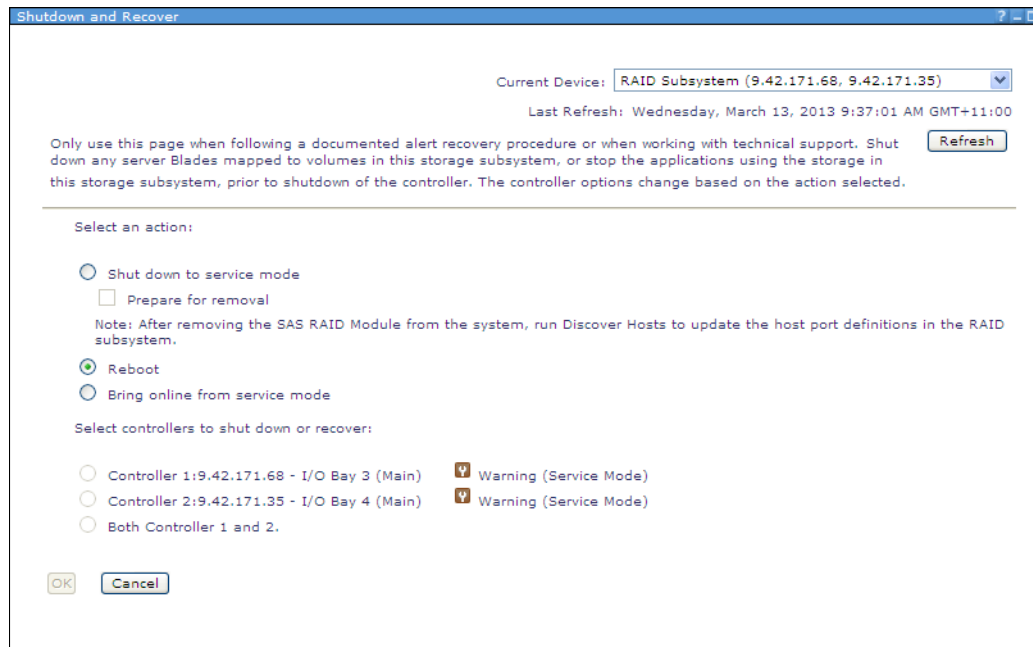 Shutdown and Recover
Current Device: RAID Subsystem (9.42.171.68, 9.42.171.35)
Last Refresh: Wednesday, March 13, 2013 9:37:01 AM GMT+11:00
Only use this page when following a documented alert recovery procedure or when working with technical support. Shut
down any server Blades mapped to volumes in this storage subsystem, or stop the applications using the storage in
this storage subsystem, prior to shutdown of the controller. The controller options change based on the action selected.
Refresh
Select an action:
Shut down to service mode
Prepare for removal
Note: After removing the SAS RAID Module from the system, run Discover Hosts to update the host port definitions in the RAID
subsystem.
Reboot
Bring online from service mode
Select controllers to shut down or recover:
Controller 1:9.42.171.68 - I/O Bay 3 (Main) Warning (Service Mode)
Controller 2:9.42.171.35 - I/O Bay 4 (Main) Warning (Service Mode)
Both Controller 1 and 2.
OK Cancel